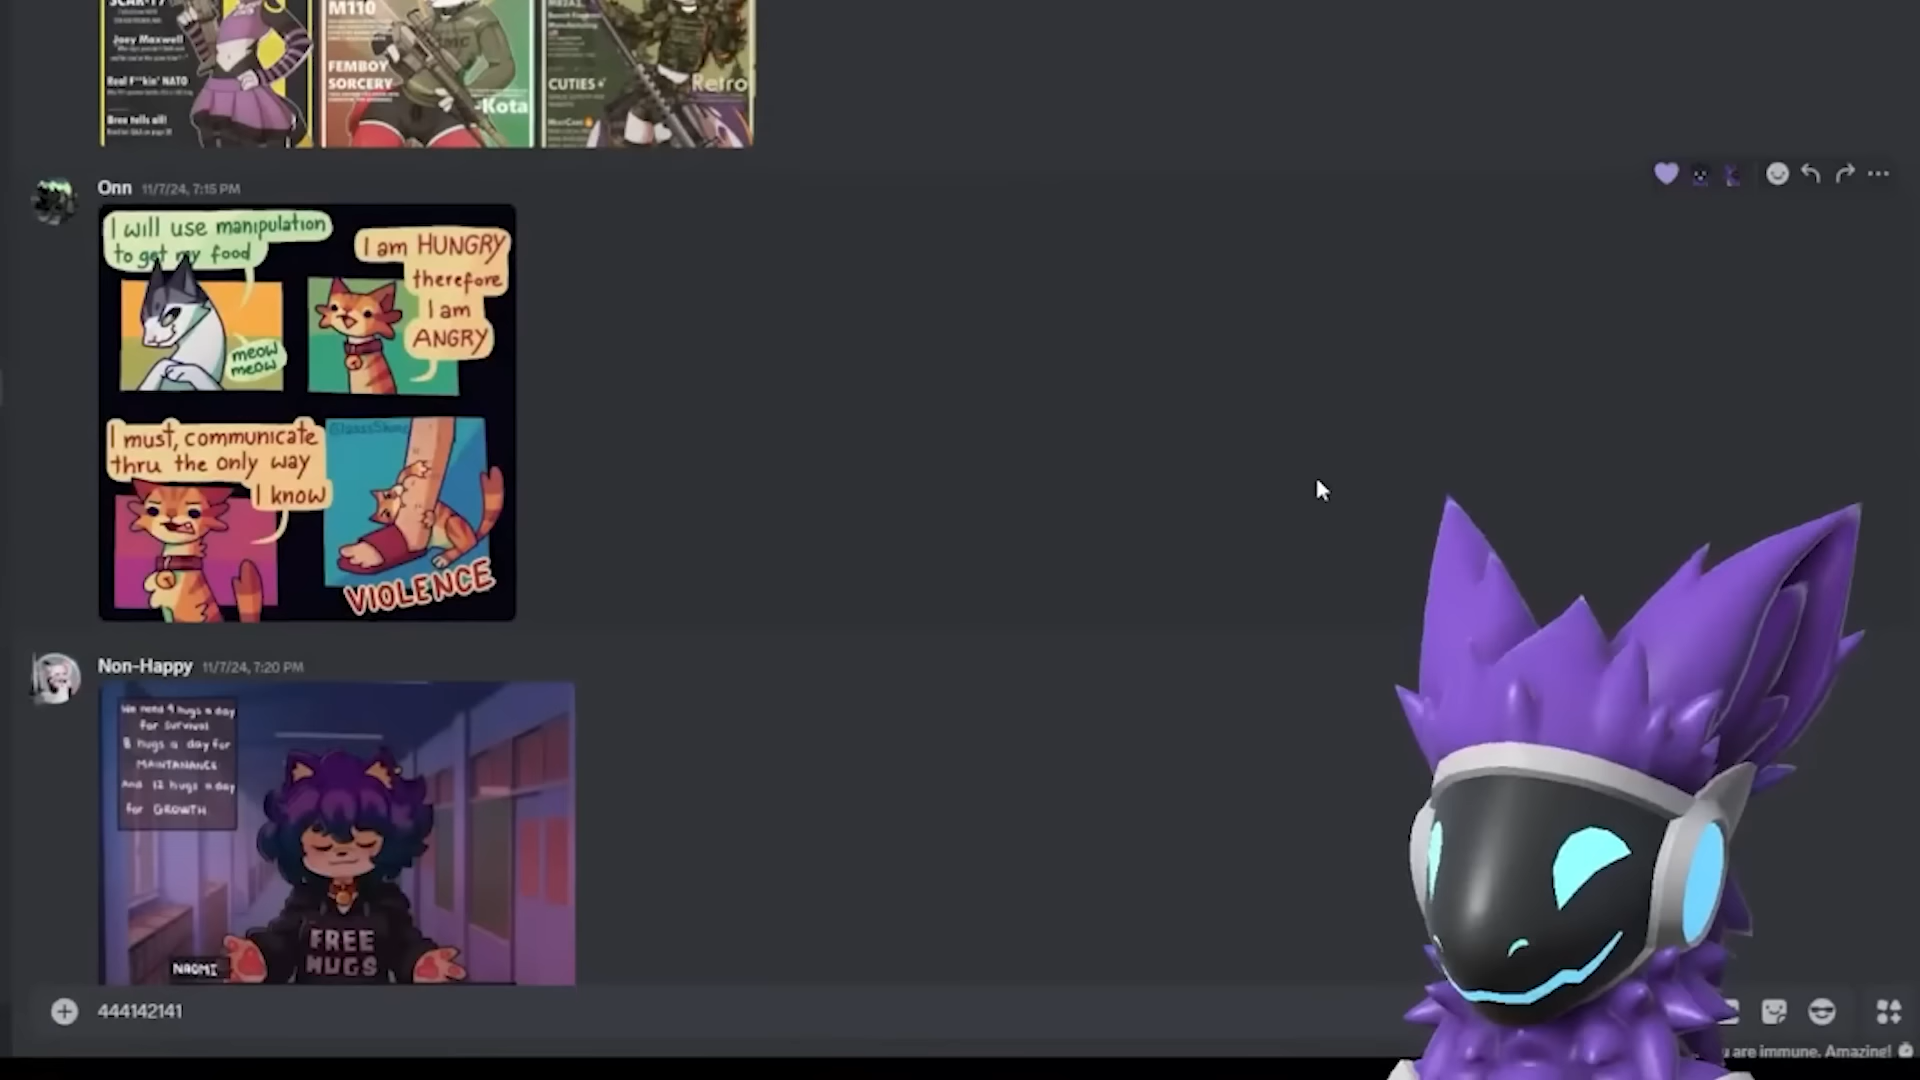 SCAR-17
Joey Maxwell
Real F**kin' NATO
Bree tells all!
M110
FEMBOY
SORCERY
-Kota
CUTIES
Retro
Onn 11/7/24, 7:15 PM
I will use manipulation
to get my food
meow
meow
I am HUNGRY
therefore
I am
ANGRY
I must, communicate
thru the only way
I know
VIOLENCE
Non-Happy 11/7/24, 7:20 PM
We need 4 hugs a day
for survival
8 hugs a day for
MAINTANANCE
And 12 hugs a day
for GROWTH
FREE
HUGS
NAOMI
444142141
are immune. Amazing!